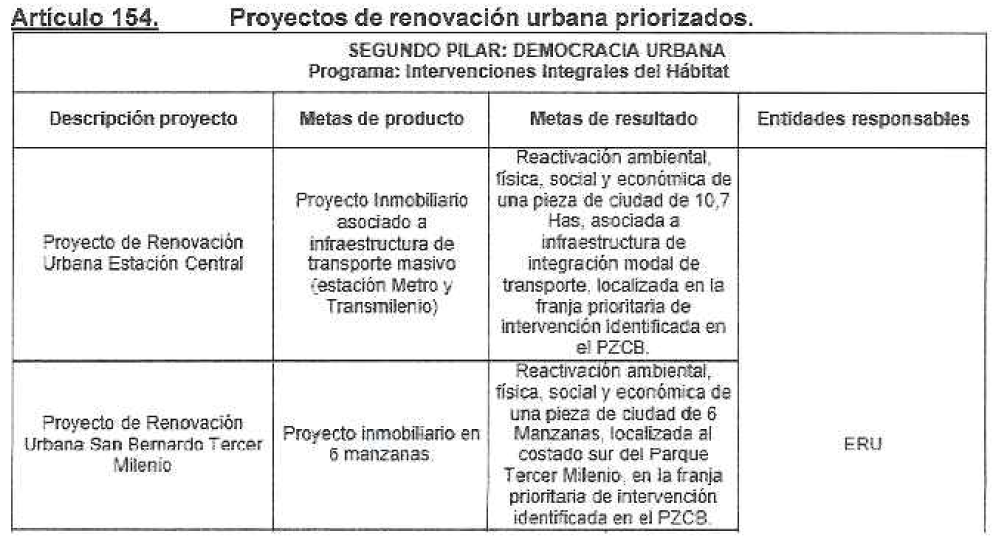 Artículo 154. Proyectos de renovación urbana priorizados.
SEGUNDO PILAR: DEMOCRACIA URBANA
Programa: Intervenciones Integrales del Hábitat
Descripción proyecto
Metas de producto
Metas de resultado
Entidades responsables
Proyecto de Renovación
Urbana Estación Central
Proyecto Inmobiliario
asociado a
infraestructura de
transporte masivo
(estación Metro y
Transmilenio)
Reactivación ambiental,
física, social y económica de
una pieza de ciudad de 10,7
Has, asociada a
infraestructura de
integración modal de
transporte, localizada en la
franja prioritaria de
intervención identificada en
el PZCB.
Proyecto de Renovación
Urbana San Bernardo Tercer
Milenio
Proyecto inmobiliario en
6 manzanas.
Reactivación ambiental,
física, social y económica de
una pieza de ciudad de 6
Manzanas, localizada al
costado sur del Parque
Tercer Milenio, en la franja
prioritaria de intervención
identificada en el PZCB.
ERU